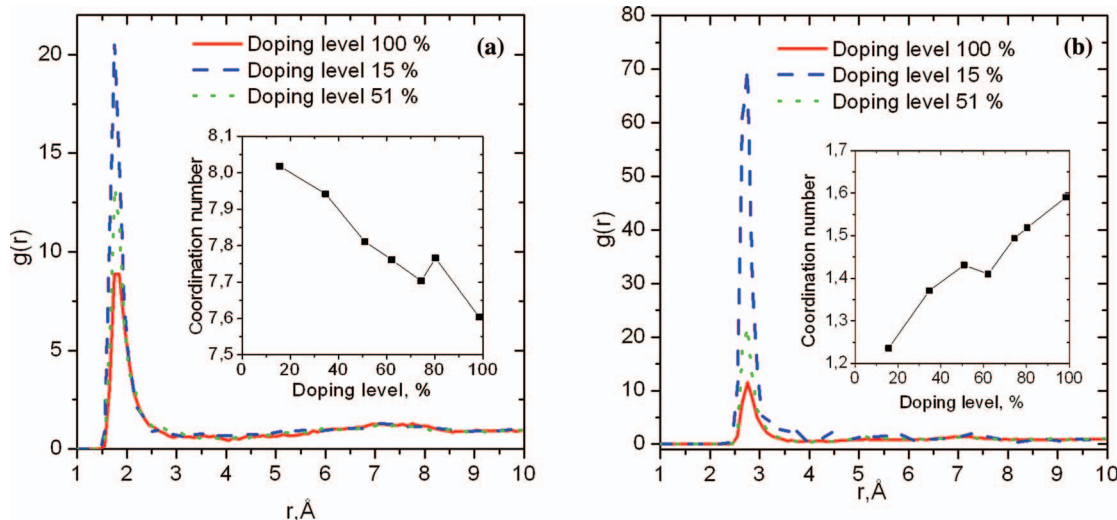 (a)
Doping level 100 %
Doping level 15 %
Doping level 51 %
g(r)
20
15
10
5
0
1 2 3 4 5 6 7 8 9 10
r,Å
Coordination number
8,1
8,0
7,9
7,8
7,7
7,6
7,5
0 20 40 60 80 100
Doping level, %
(b)
Doping level 100 %
Doping level 15 %
Doping level 51 %
g(r)
80
70
60
50
40
30
20
10
0
1 2 3 4 5 6 7 8 9 10
r,Å
Coordination number
1,7
1,6
1,5
1,4
1,3
1,2
0 20 40 60 80 100
Doping level, %